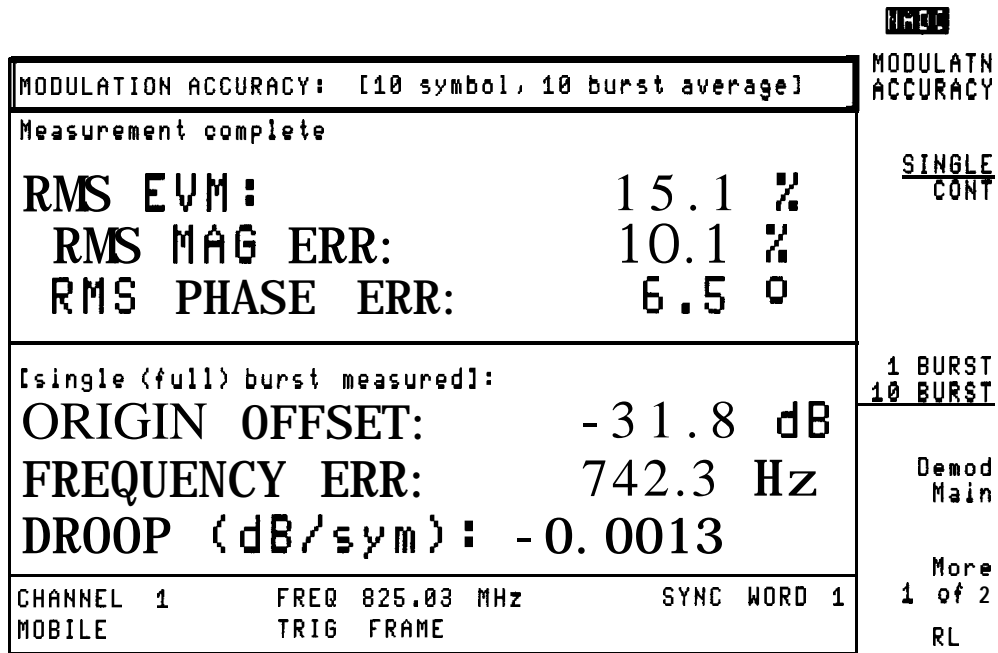 MODULATION ACCURACY: [10 symbol, 10 burst average]
Measurement complete
RMS EVM: 15.1 %
RMS MAG ERR: 10.1 %
RMS PHASE ERR: 6.5 °
[single (full) burst measured]:
ORIGIN OFFSET: -31.8 dB
FREQUENCY ERR: 742.3 Hz
DROOP (dB/sym): -0.0013
CHANNEL 1 FREQ 825.03 MHz SYNC WORD 1
MOBILE TRIG FRAME
MODULATN
ACCURACY
SINGLE
CONT
1 BURST
10 BURST
Demod
Main
More
1 of 2
RL